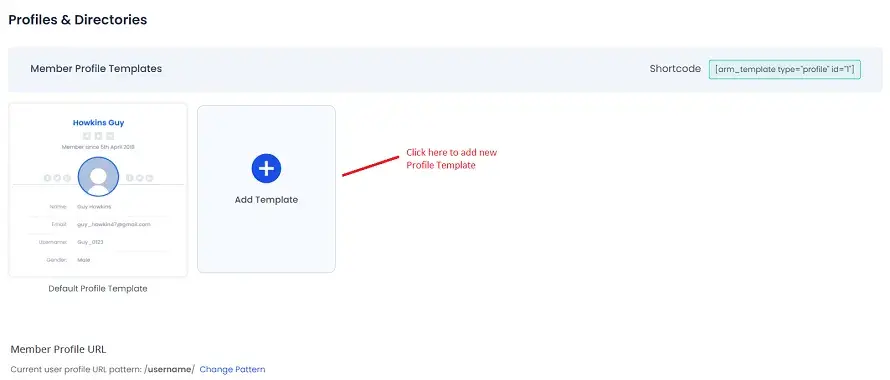 Profiles & Directories
Member Profile Templates
Shortcode [arm_template type="profile" id="1"]
Howkins Guy
Member since 5th April 2018
Name: Guy Howkins
Email: guy_howkin47@gmail.com
Username: Guy_0123
Gender: Male
Default Profile Template
Add Template
Click here to add new
Profile Template
Member Profile URL
Current user profile URL pattern: /username/ Change Pattern